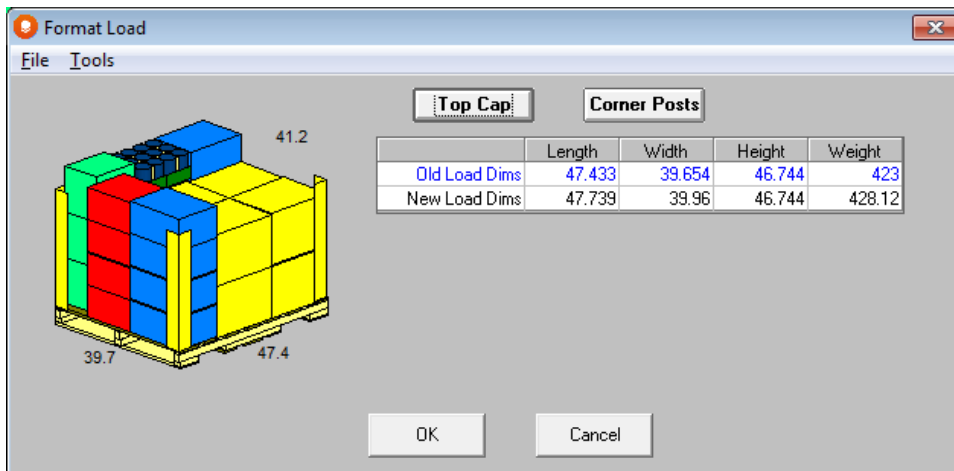 Format Load
File Tools
Top Cap Corner Posts
41.2
Length Width Height Weight
Old Load Dims 47.433 39.654 46.744 423
New Load Dims 47.739 39.96 46.744 428.12
39.7 47.4
OK Cancel